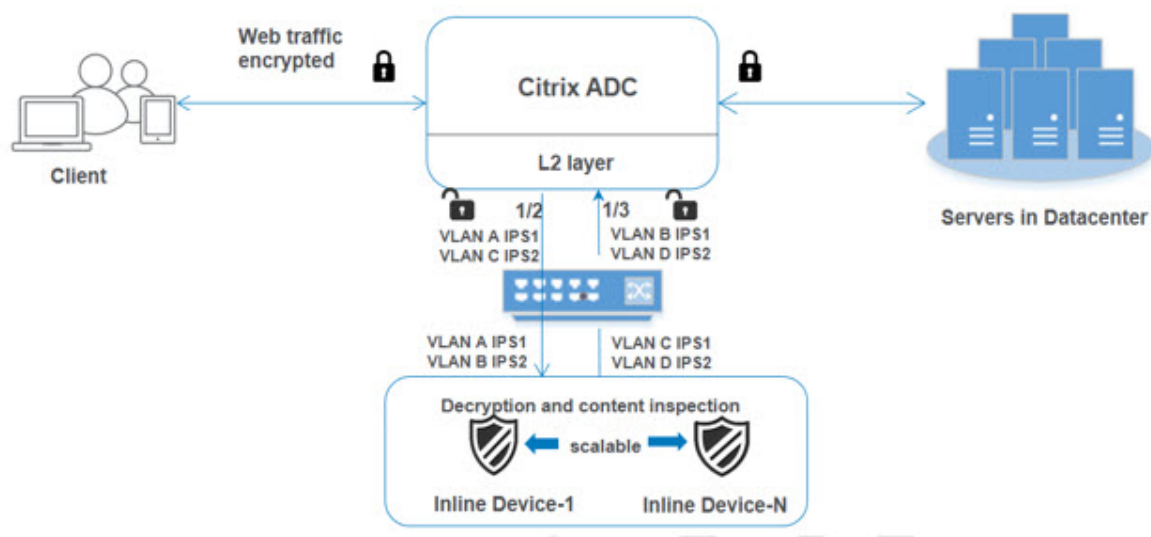 Web traffic
encrypted
Citrix ADC
L2 layer
Client
Servers in Datacenter
1/2
1/3
VLAN A IPS1
VLAN C IPS2
VLAN B IPS1
VLAN D IPS2
VLAN A IPS1
VLAN B IPS2
VLAN C IPS1
VLAN D IPS2
Decryption and content inspection
scalable
Inline Device-1
Inline Device-N